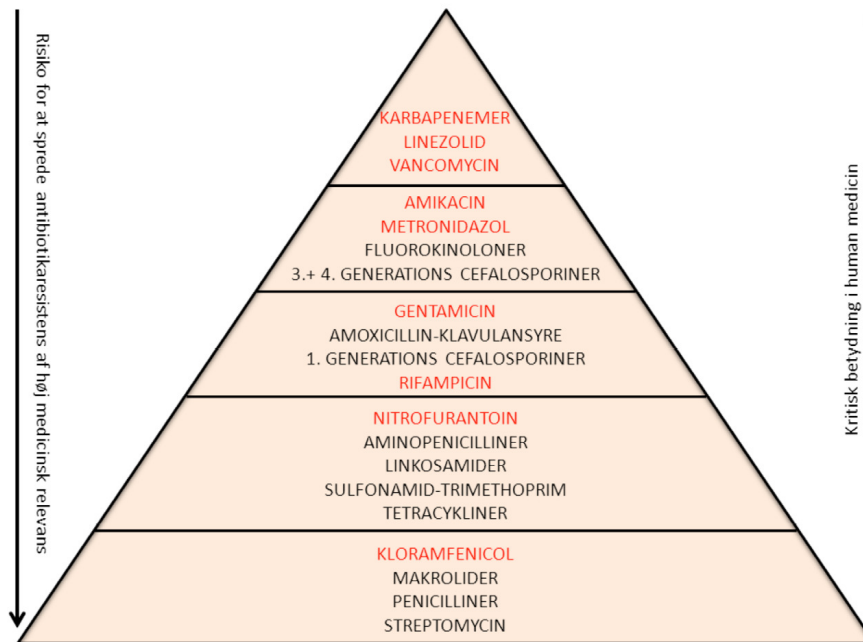 Risiko for at sprede antibiotikaresistens af høj medicinsk relevans
KARBAPENEMER
LINEZOLID
VANCOMYCIN
AMIKACIN
METRONIDAZOL
FLUOROKINOLONER
3.+ 4. GENERATIONS CEFALOSPORINER
GENTAMICIN
AMOXICILLIN-KLAVULANSYRE
1. GENERATIONS CEFALOSPORINER
RIFAMPICIN
NITROFURANTOIN
AMINOPENICILLINER
LINKOSAMIDER
SULFONAMID-TRIMETHOPRIM
TETRACYKLINER
KLORAMFENICOL
MAKROLIDER
PENICILLINER
STREPTOMYCIN
Kritisk betydning i human medicin